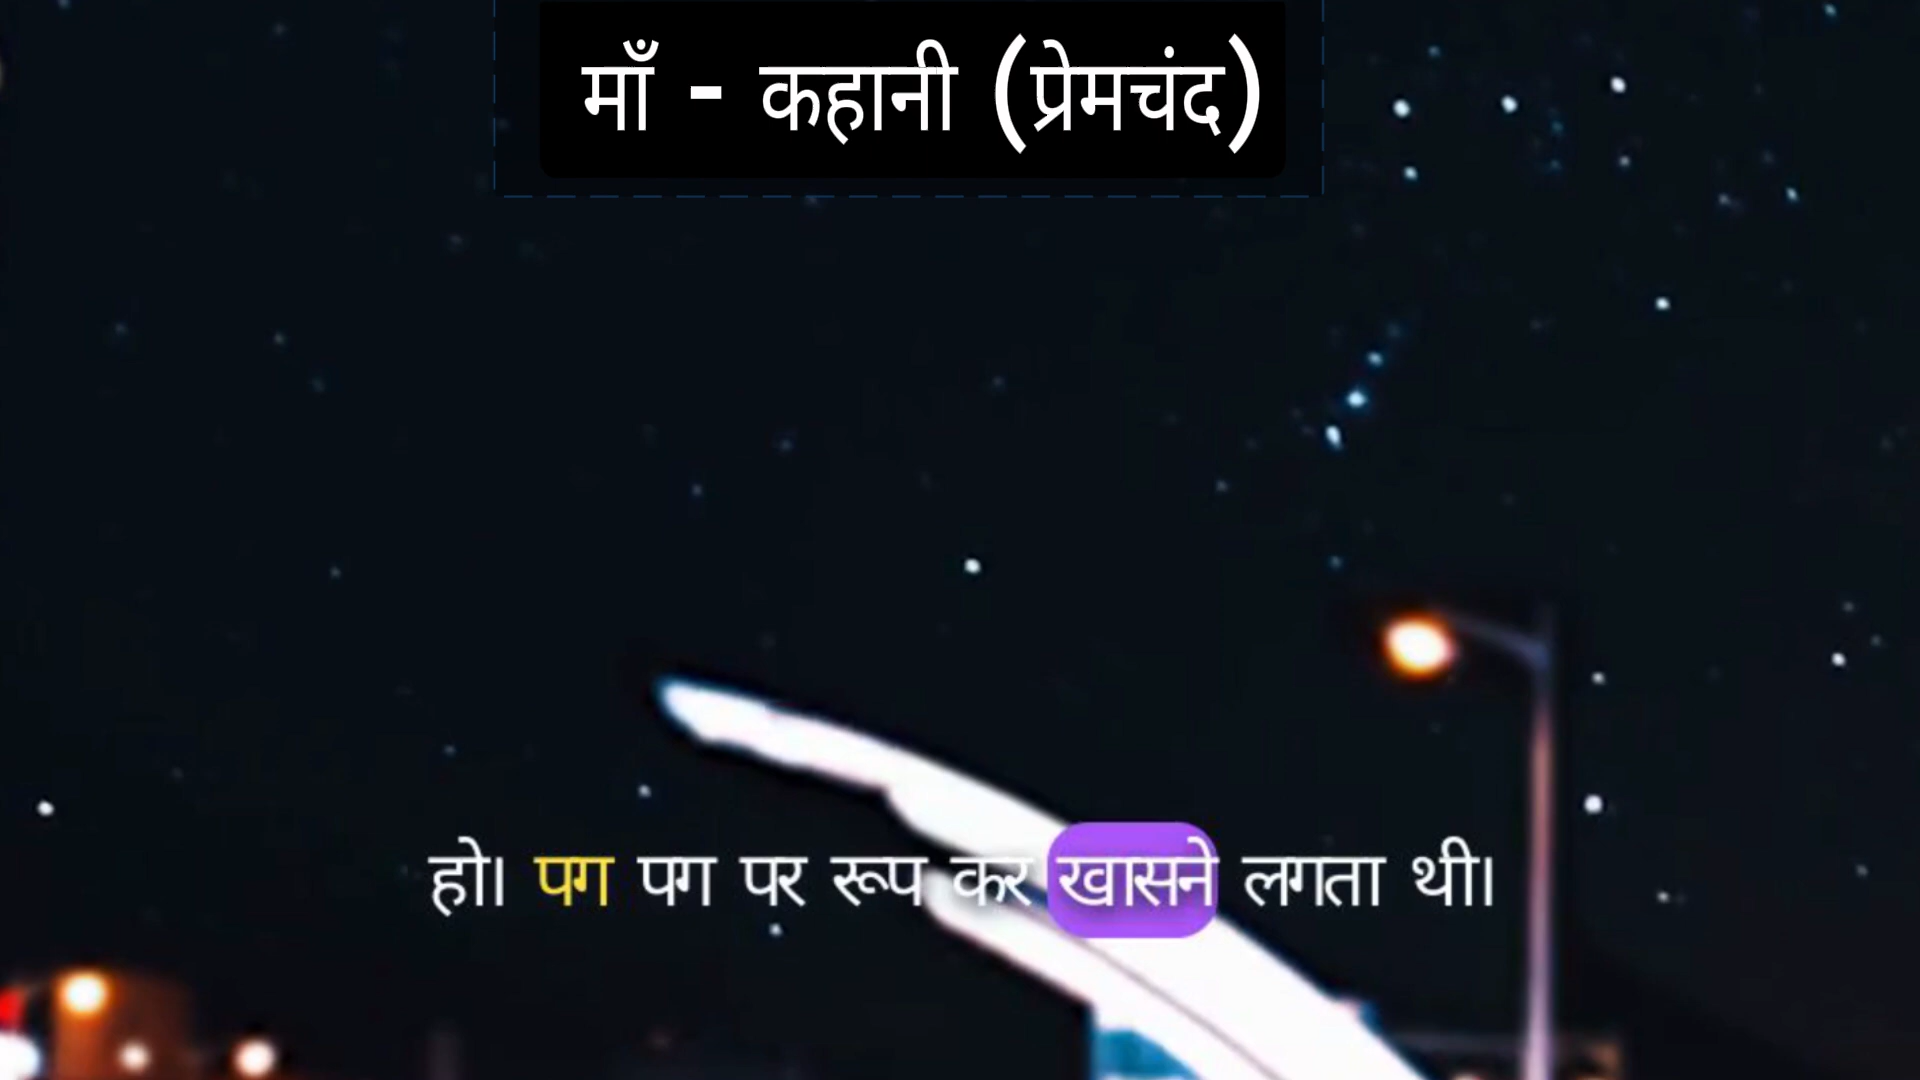 माँ - कहानी (प्रेमचंद)
हो। पग पग पर रूप कर खासने लगता थी।